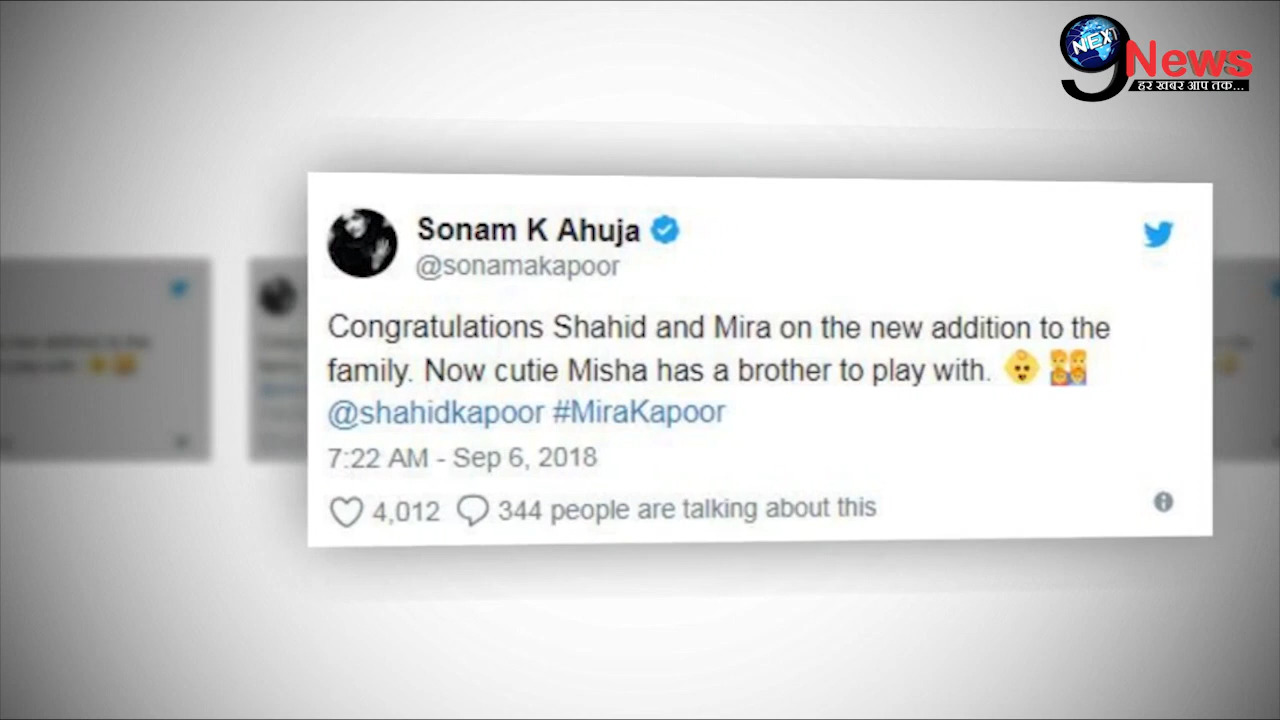 NEXT
9News
हर खबर आप तक...
Sonam K Ahuja
@sonamakapoor
Congratulations Shahid and Mira on the new addition to the
family. Now cutie Misha has a brother to play with. 👶 👬
@shahidkapoor #MiraKapoor
7:22 AM - Sep 6, 2018
4,012 344 people are talking about this